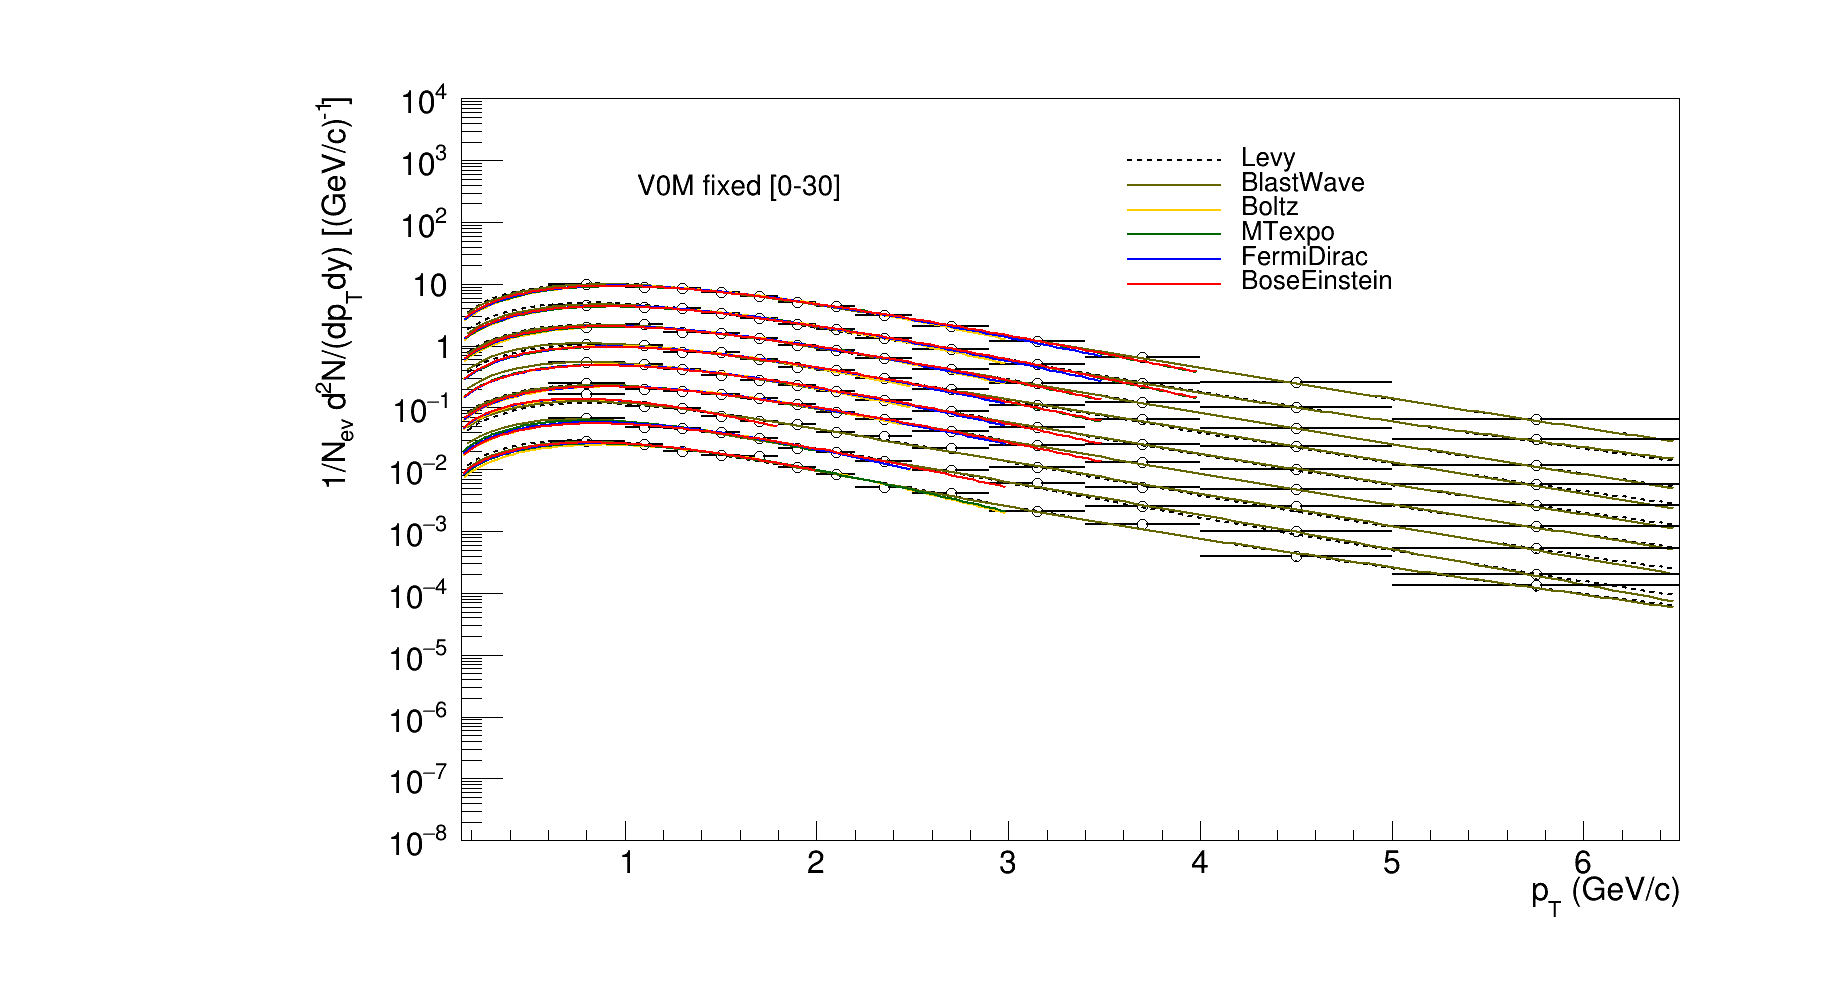 1/N_ev d²N/(dp_T dy) [(GeV/c)⁻¹]
10⁴
10³
10²
10
1
10⁻¹
10⁻²
10⁻³
10⁻⁴
10⁻⁵
10⁻⁶
10⁻⁷
10⁻⁸
V0M fixed [0-30]
Levy
BlastWave
Boltz
MTexpo
FermiDirac
BoseEinstein
1 2 3 4 5 6
p_T (GeV/c)